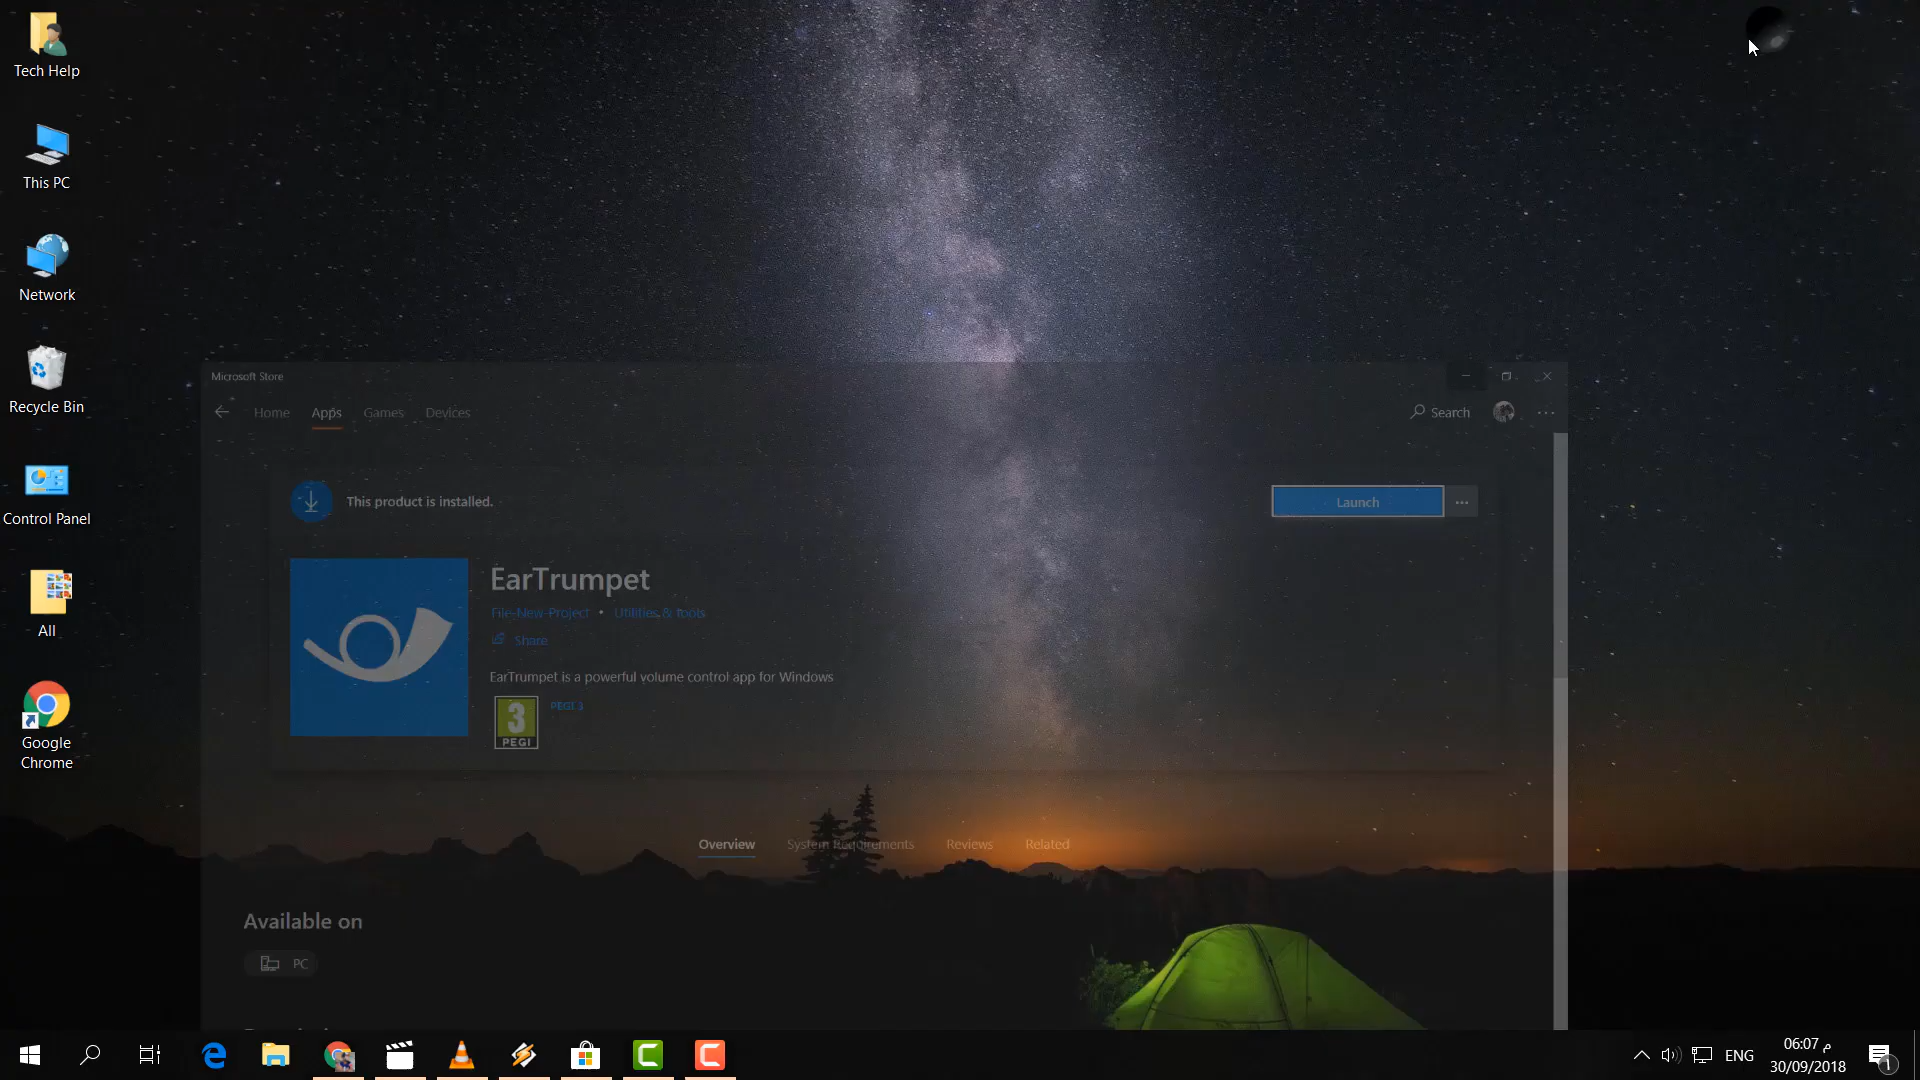 Tech Help
This PC
Network
Recycle Bin
Control Panel
All
Google
Chrome
Microsoft Store
Home Apps Games Devices
Search
This product is installed.
Launch
EarTrumpet
File-New-Project • Utilities & tools
Share
EarTrumpet is a powerful volume control app for Windows
3
PEGI
PEGI 3
Overview System Requirements Reviews Related
Available on
PC
ENG
06:07 م
30/09/2018
1